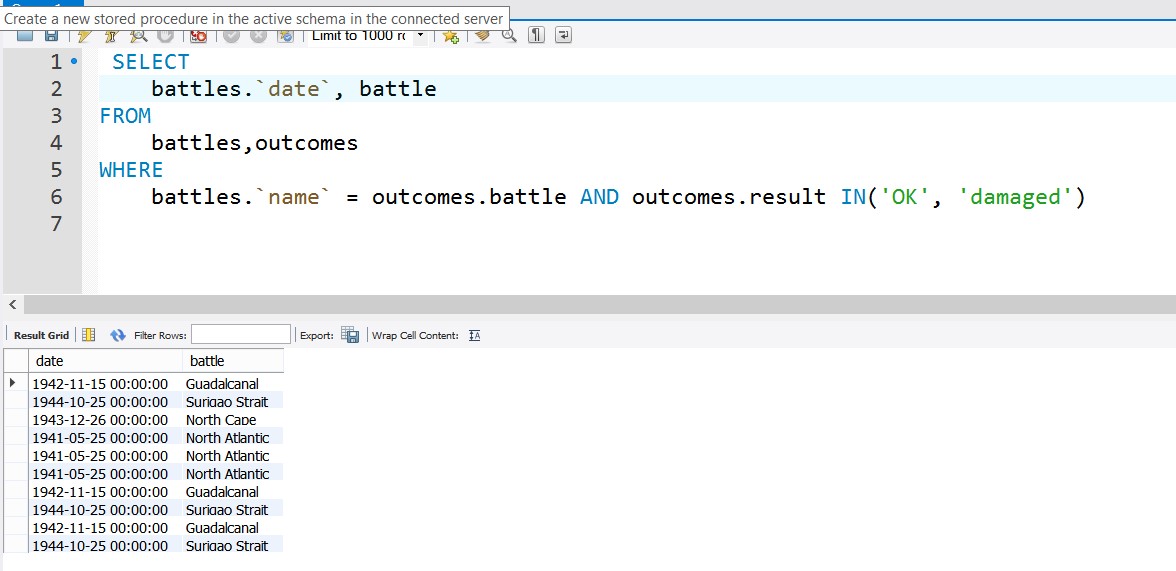 Create a new stored procedure in the active schema in the connected server
Limit to 1000 rc
1 SELECT
2 battles.`date`, battle
3 FROM
4 battles,outcomes
5 WHERE
6 battles.`name` = outcomes.battle AND outcomes.result IN('OK', 'damaged')
7
Result Grid Filter Rows: Export: Wrap Cell Content:
date battle
1942-11-15 00:00:00 Guadalcanal
1944-10-25 00:00:00 Surigao Strait
1943-12-26 00:00:00 North Cape
1941-05-25 00:00:00 North Atlantic
1941-05-25 00:00:00 North Atlantic
1941-05-25 00:00:00 North Atlantic
1942-11-15 00:00:00 Guadalcanal
1944-10-25 00:00:00 Surigao Strait
1942-11-15 00:00:00 Guadalcanal
1944-10-25 00:00:00 Surigao Strait